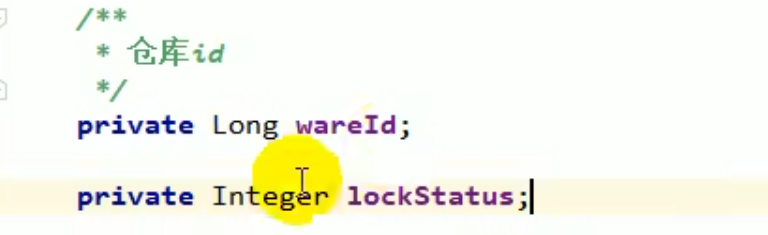 /**
* 仓库id
*/
private Long wareId;
private Integer lockStatus;